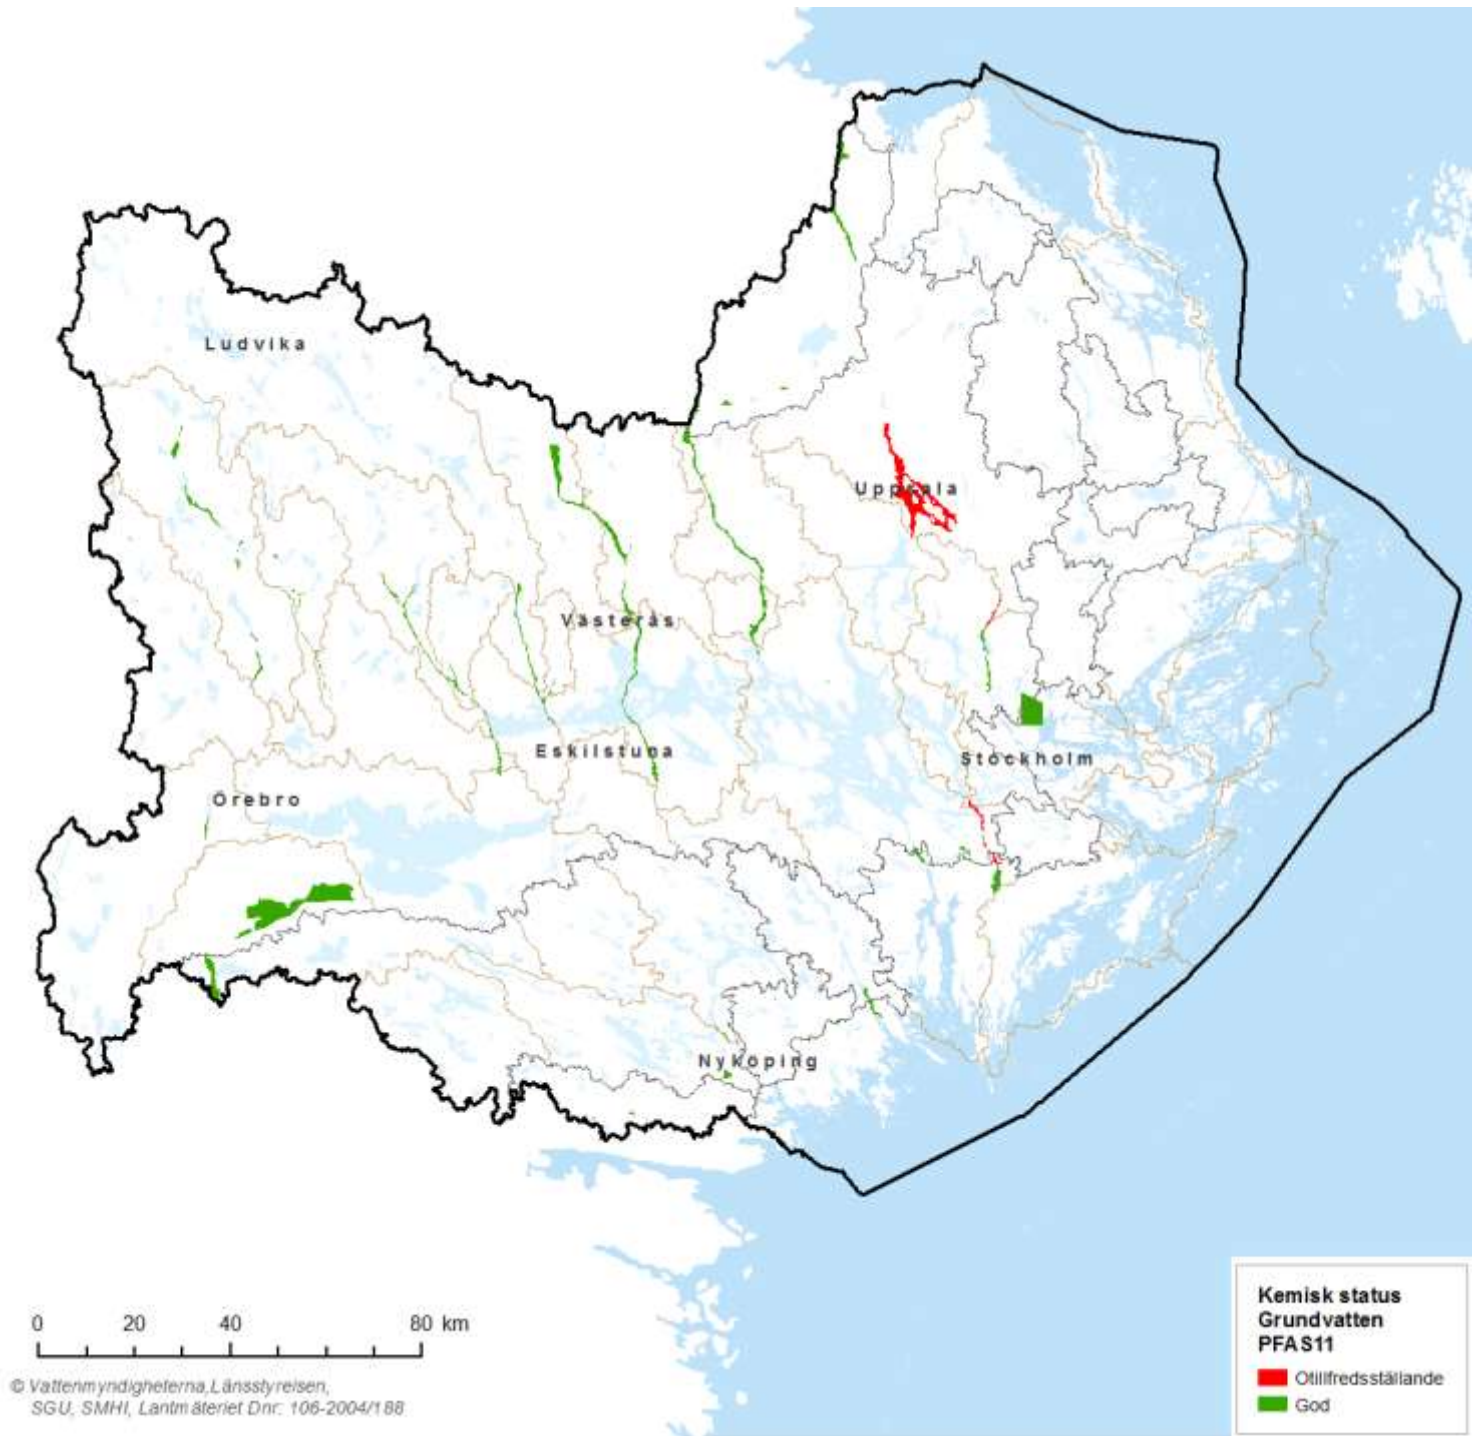 Ludvika
Uppsala
Västerås
Eskilstuna
Stockholm
Örebro
Nyköping
0 20 40 80 km
© Vattenmyndigheterna,Länsstyrelsen,
SGU, SMHI, Lantmäteriet Dnr: 106-2004/188
Kemisk status
Grundvatten
PFAS11
Otillfredsställande
God